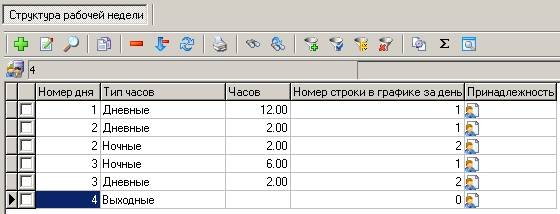 Структура рабочей недели
Σ
4
Номер дня Тип часов Часов Номер строки в графике за день Принадлежность
1 Дневные 12.00 1
2 Дневные 2.00 1
2 Ночные 2.00 2
3 Ночные 6.00 1
3 Дневные 2.00 2
4 Выходные 0